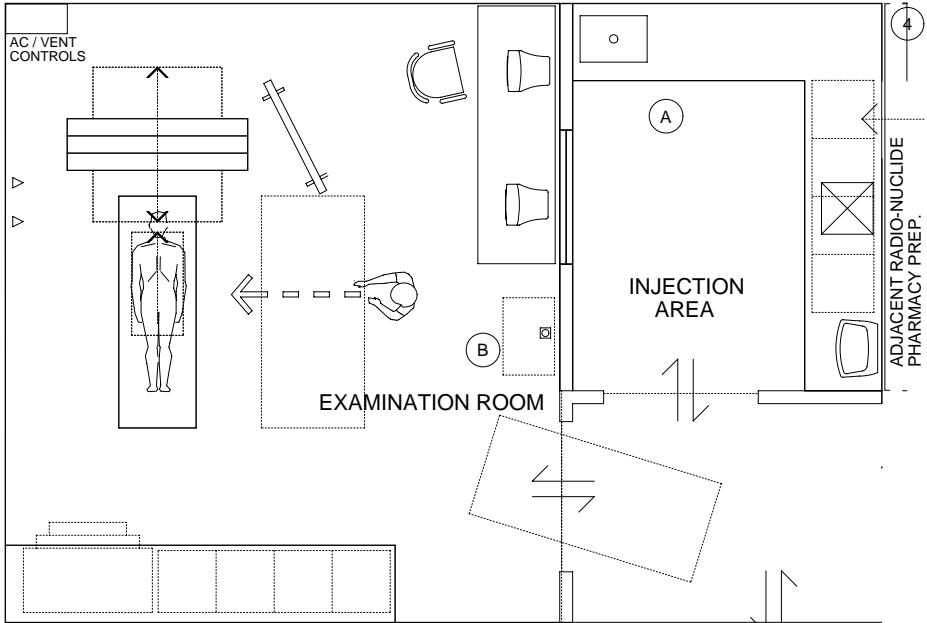 AC / VENT
CONTROLS
4
A
ADJACENT RADIO-NUCLIDE
PHARMACY PREP.
INJECTION
AREA
B
EXAMINATION ROOM